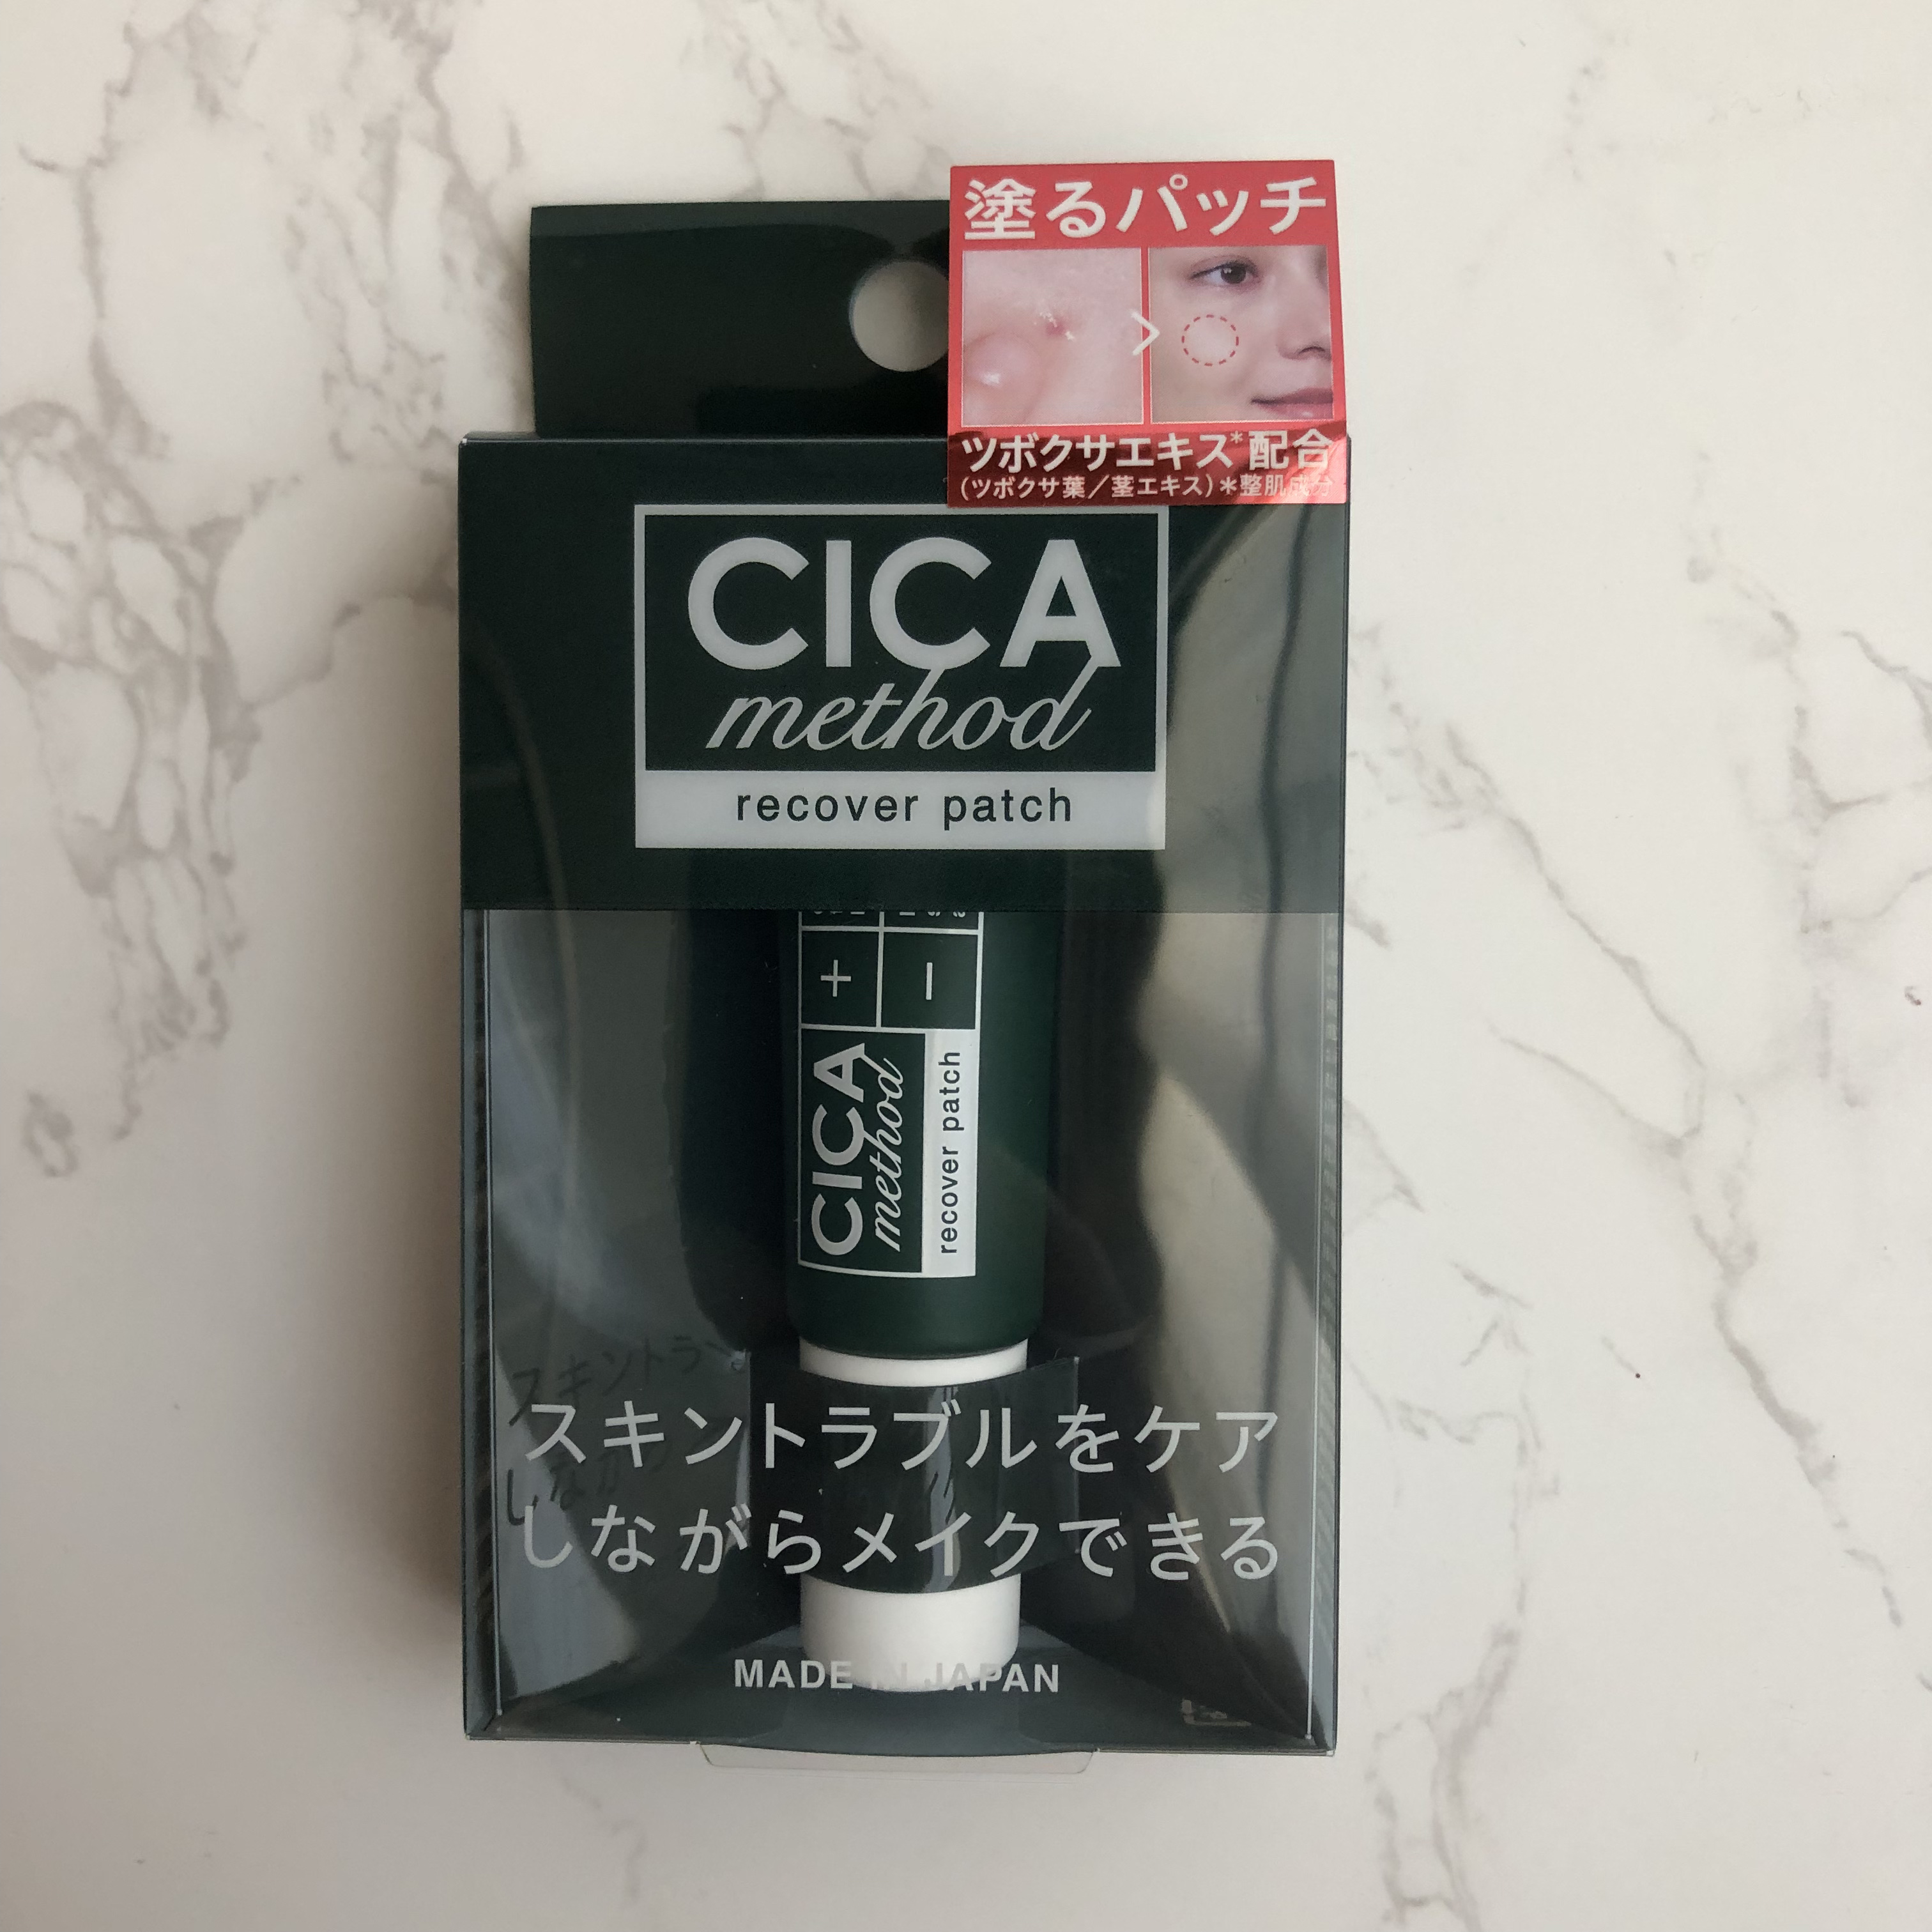 塗るパッチ
ツボクサエキス*配合
(ツボクサ葉/茎エキス)*整肌成分
CICA
method
recover patch
+ -
CICA
method
recover patch
スキントラブルをケア
しながらメイクできる
MADE IN JAPAN